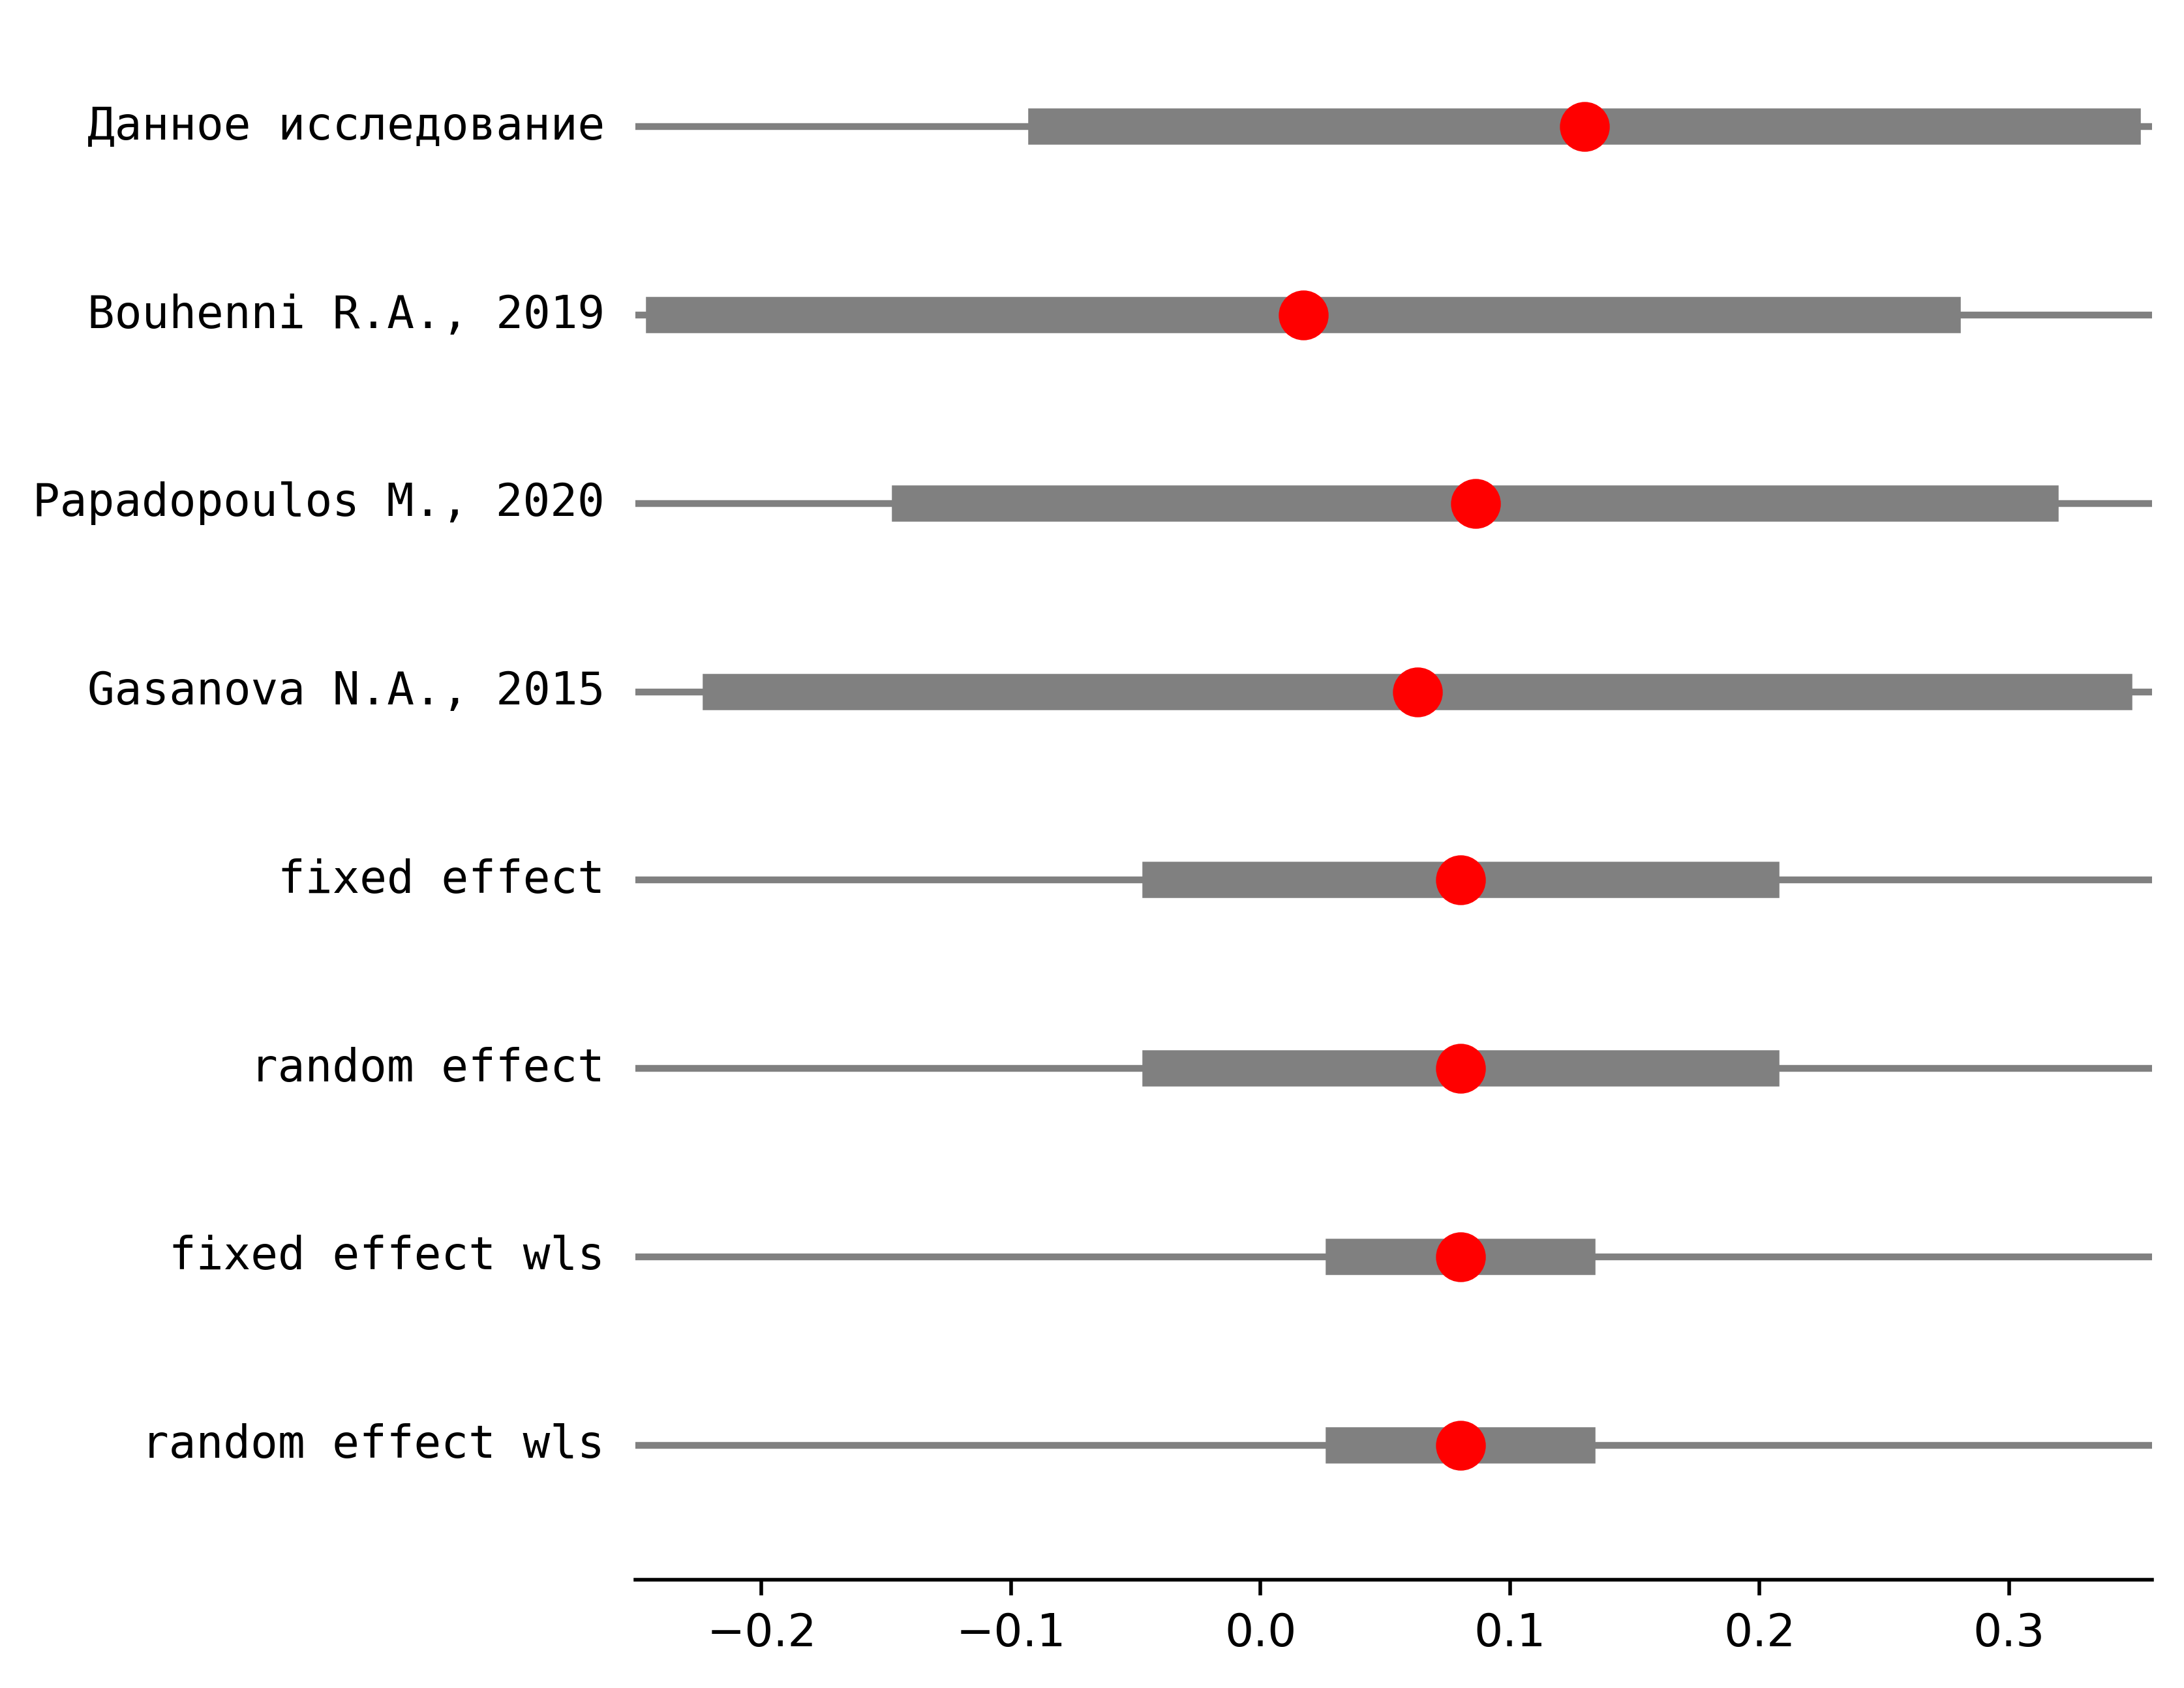 Данное исследование
Bouhenni R.A., 2019
Papadopoulos M., 2020
Gasanova N.A., 2015
fixed effect
random effect
fixed effect wls
random effect wls
−0.2 −0.1 0.0 0.1 0.2 0.3